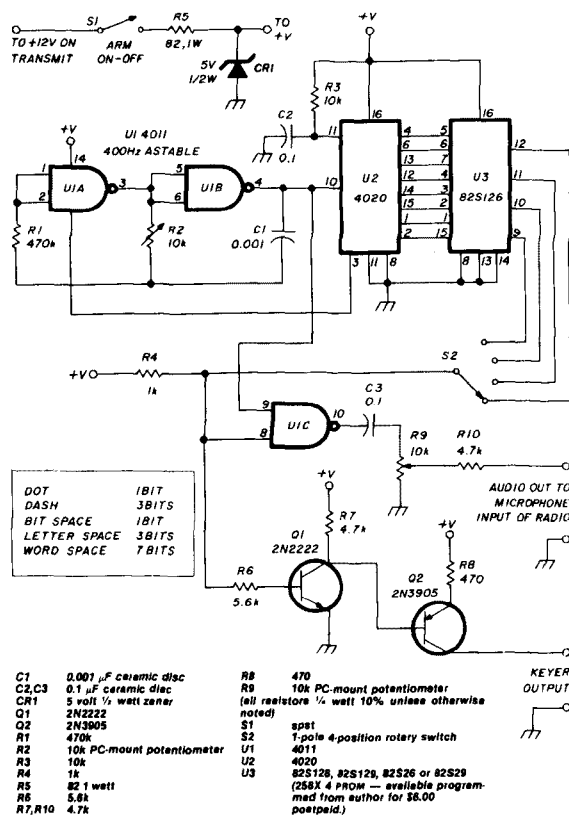 S1
R5
TO +V
TO +12V ON TRANSMIT
ARM ON-OFF
82,1W
5V 1/2W
CR1
+V
R3
10k
+V
U1 4011
400Hz ASTABLE
C2
0.1
14
1
2
U1A
3
5
6
U1B
4
R1
470k
R2
10k
C1
0.001
11
10
16
U2
4020
4
6
13
12
14
15
1
2
5
6
7
4
3
2
1
15
16
U3
82S126
12
11
10
9
3
11
8
8
13
14
S2
+V
R4
1k
9
8
U1C
10
C3
0.1
R9
10k
R10
4.7k
AUDIO OUT TO MICROPHONE INPUT OF RADIO
DOT 1BIT
DASH 3BITS
BIT SPACE 1BIT
LETTER SPACE 3BITS
WORD SPACE 7BITS
+V
R7
4.7k
Q1
2N2222
R6
5.6k
+V
R8
470
Q2
2N3905
KEYER OUTPUT
C1 0.001 µF ceramic disc
C2,C3 0.1 µF ceramic disc
CR1 5 volt ½ watt zener
Q1 2N2222
Q2 2N3905
R1 470k
R2 10k PC-mount potentiometer
R3 10k
R4 1k
R5 82 1 watt
R6 5.6k
R7,R10 4.7k
R8 470
R9 10k PC-mount potentiometer
(all resistors ¼ watt 10% unless otherwise
noted)
S1 spst
S2 1-pole 4-position rotary switch
U1 4011
U2 4020
U3 82S126, 82S129, 82S26 or 82S29
(256X 4 PROM — available program-
med from author for $6.00
postpaid.)